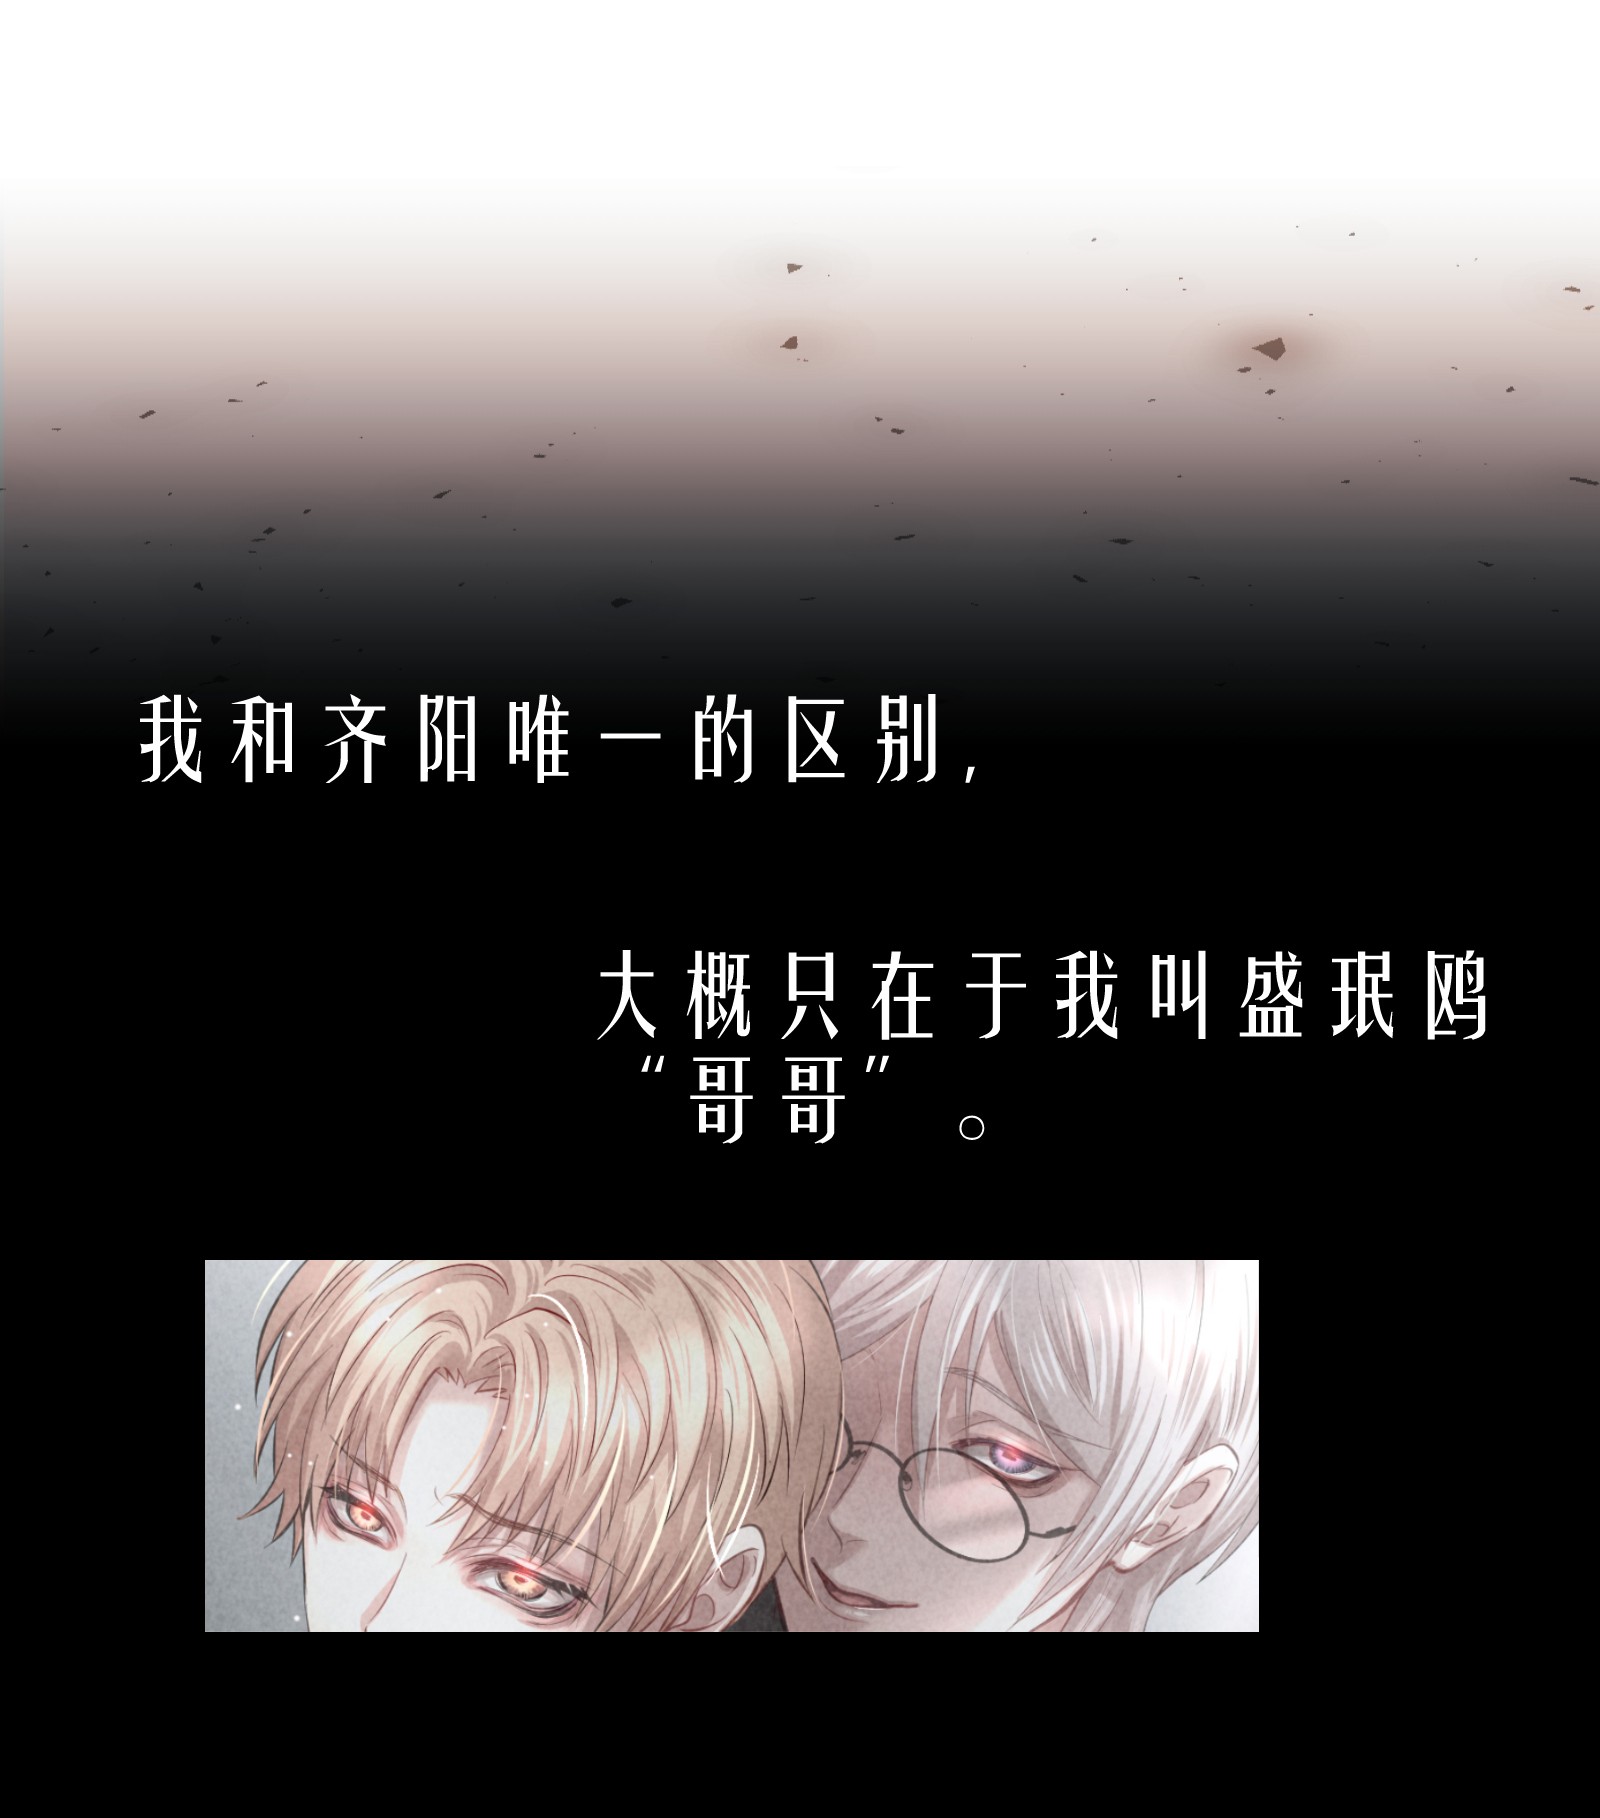 我和齐阳唯一的区别，
大概只在于我叫盛珉鸥
“哥哥”。